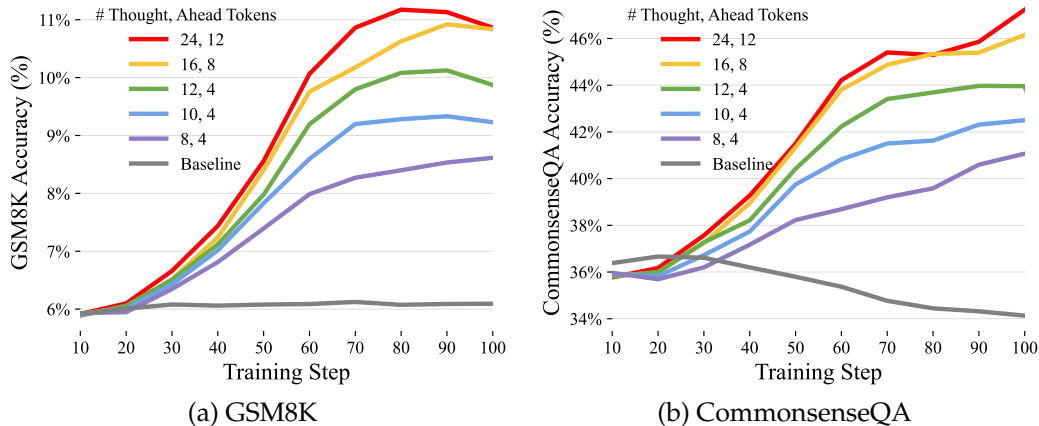 # Thought, Ahead Tokens
24, 12
16, 8
12, 4
10, 4
8, 4
Baseline
GSM8K Accuracy (%)
11%
10%
9%
8%
7%
6%
10 20 30 40 50 60 70 80 90 100
Training Step
(a) GSM8K
# Thought, Ahead Tokens
24, 12
16, 8
12, 4
10, 4
8, 4
Baseline
CommonsenseQA Accuracy (%)
46%
44%
42%
40%
38%
36%
34%
10 20 30 40 50 60 70 80 90 100
Training Step
(b) CommonsenseQA